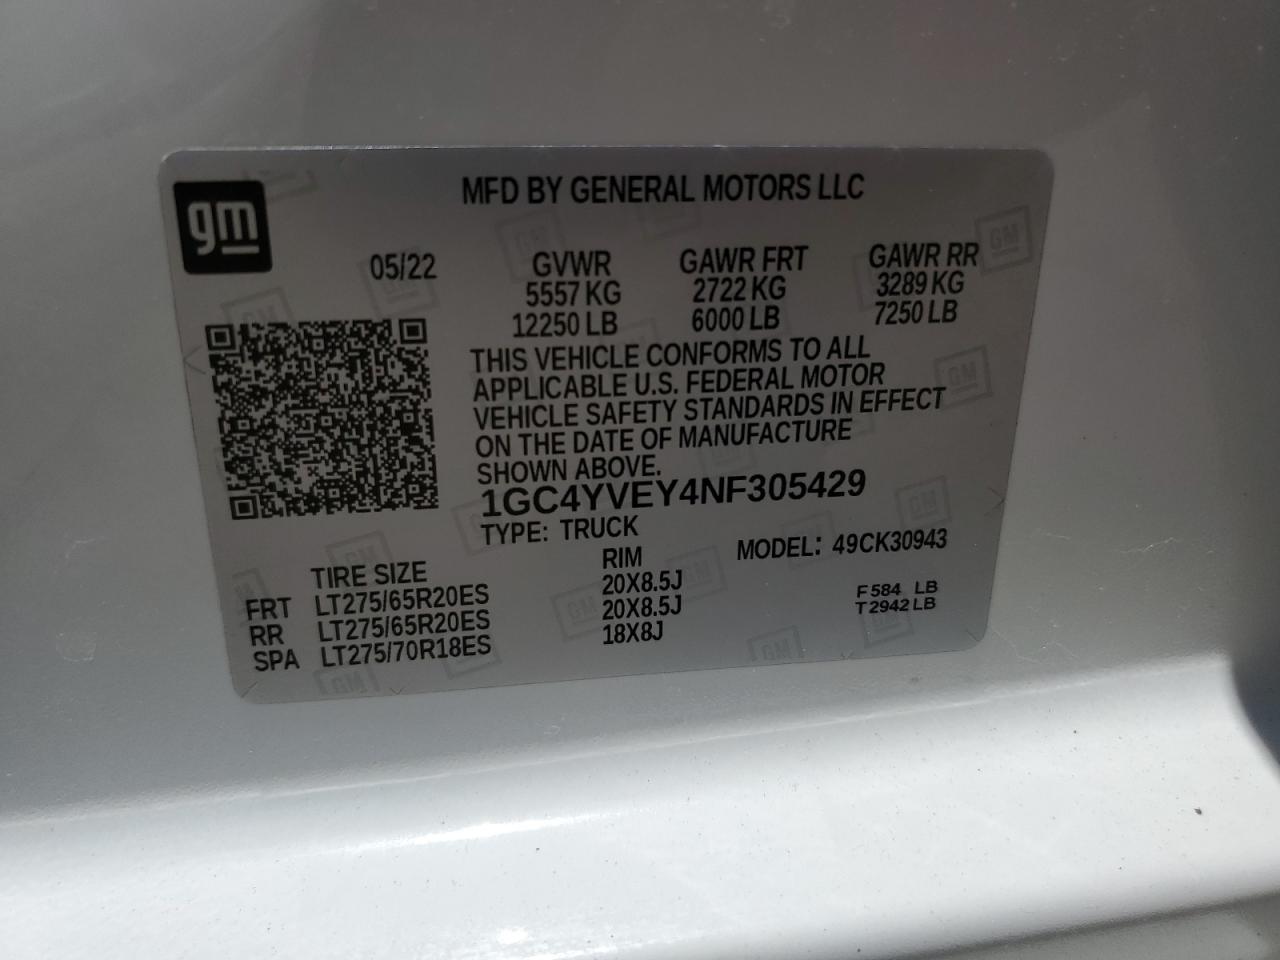 gm
MFD BY GENERAL MOTORS LLC
05/22 GVWR GAWR FRT GAWR RR
5557 KG 2722 KG 3289 KG
12250 LB 6000 LB 7250 LB
THIS VEHICLE CONFORMS TO ALL
APPLICABLE U.S. FEDERAL MOTOR
VEHICLE SAFETY STANDARDS IN EFFECT
ON THE DATE OF MANUFACTURE
SHOWN ABOVE.
1GC4YVEY4NF305429
TYPE: TRUCK
MODEL: 49CK30943
TIRE SIZE RIM
FRT LT275/65R20ES 20X8.5J
RR LT275/65R20ES 20X8.5J
SPA LT275/70R18ES 18X8J
F 584 LB
T 2942 LB